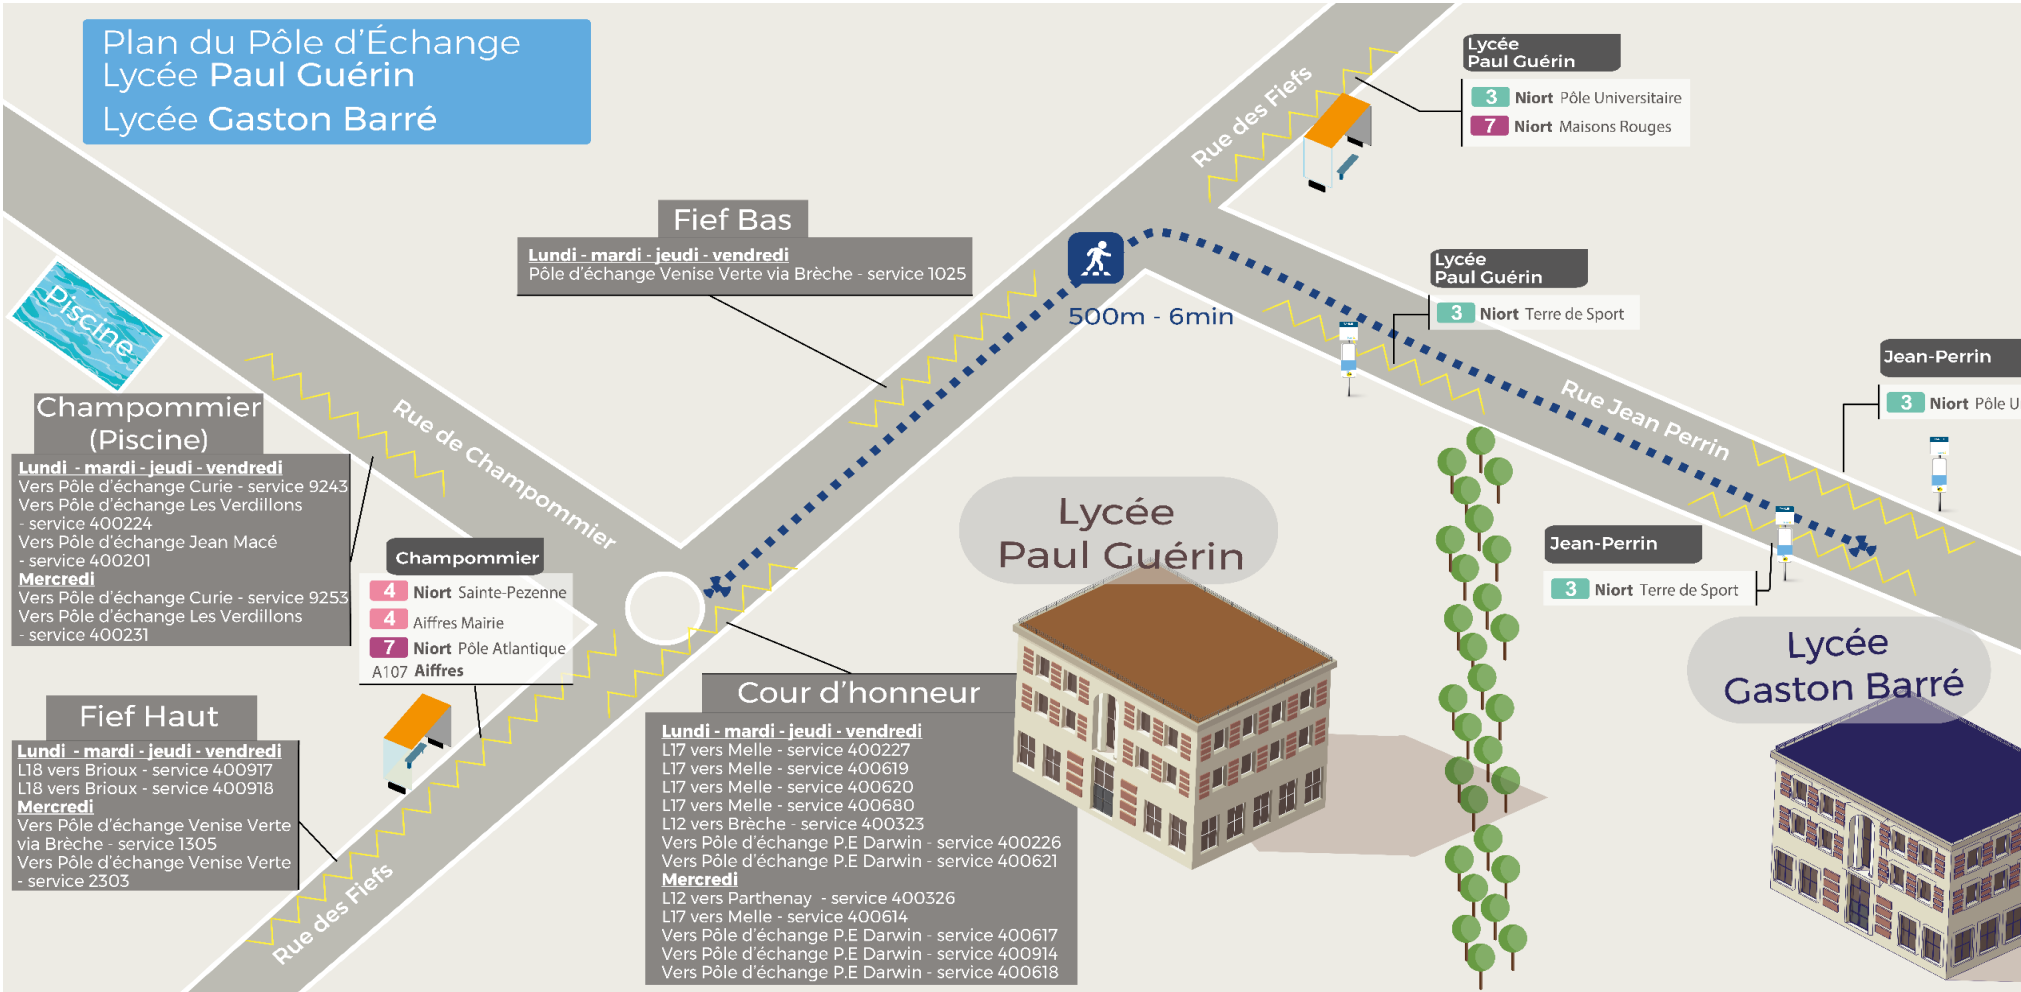 Plan du Pôle d'Échange
Lycée Paul Guérin
Lycée Gaston Barré
Rue des Fiefs
Lycée
Paul Guérin
3 Niort Pôle Universitaire
7 Niort Maisons Rouges
Fief Bas
Lundi - mardi - jeudi - vendredi
Pôle d'échange Venise Verte via Brèche - service 1025
500m - 6min
Lycée
Paul Guérin
3 Niort Terre de Sport
Rue Jean Perrin
Jean-Perrin
3 Niort Pôle U
Piscine
Champommier
(Piscine)
Lundi - mardi - jeudi - vendredi
Vers Pôle d'échange Curie - service 9243
Vers Pôle d'échange Les Verdillons
- service 400224
Vers Pôle d'échange Jean Macé
- service 400201
Mercredi
Vers Pôle d'échange Curie - service 9253
Vers Pôle d'échange Les Verdillons
- service 400231
Rue de Champommier
Champommier
4 Niort Sainte-Pezenne
4 Aiffres Mairie
7 Niort Pôle Atlantique
A107 Aiffres
Lycée
Paul Guérin
Jean-Perrin
3 Niort Terre de Sport
Lycée
Gaston Barré
Fief Haut
Lundi - mardi - jeudi - vendredi
L18 vers Brioux - service 400917
L18 vers Brioux - service 400918
Mercredi
Vers Pôle d'échange Venise Verte
via Brèche - service 1305
Vers Pôle d'échange Venise Verte
- service 2303
Rue des Fiefs
Cour d'honneur
Lundi - mardi - jeudi - vendredi
L17 vers Melle - service 400227
L17 vers Melle - service 400619
L17 vers Melle - service 400620
L17 vers Melle - service 400680
L12 vers Brèche - service 400323
Vers Pôle d'échange P.E Darwin - service 400226
Vers Pôle d'échange P.E Darwin - service 400621
Mercredi
L12 vers Parthenay - service 400326
L17 vers Melle - service 400614
Vers Pôle d'échange P.E Darwin - service 400617
Vers Pôle d'échange P.E Darwin - service 400914
Vers Pôle d'échange P.E Darwin - service 400618